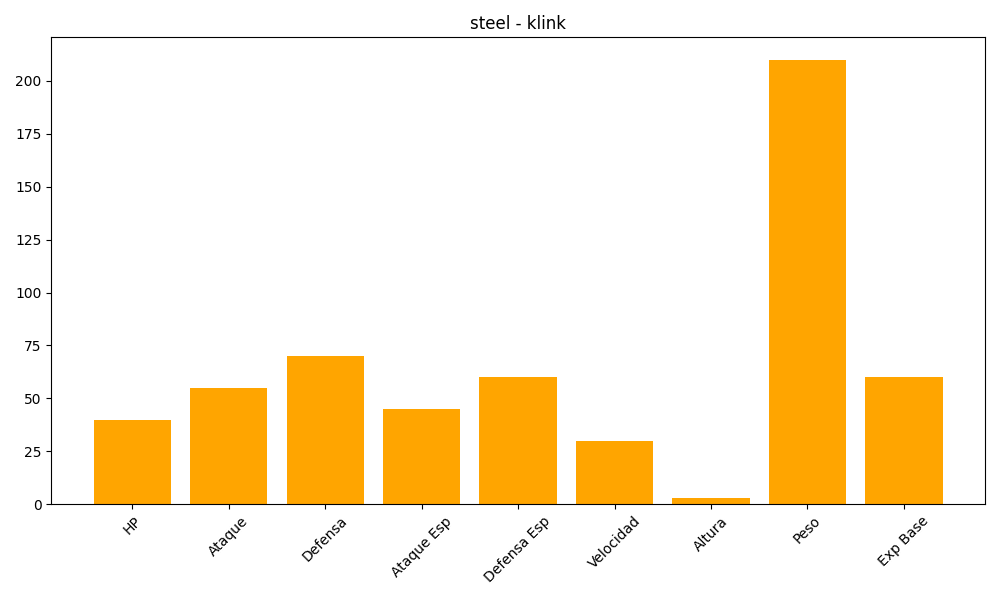 steel - klink
200
175
150
125
100
75
50
25
0
HP
Ataque
Defensa
Ataque Esp
Defensa Esp
Velocidad
Altura
Peso
Exp Base